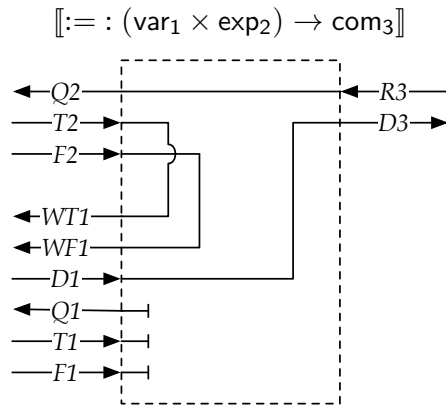 ⟦:= : (var₁ × exp₂) → com₃⟧
Q2 R3
T2 D3
F2
WT1
WF1
D1
Q1
T1
F1